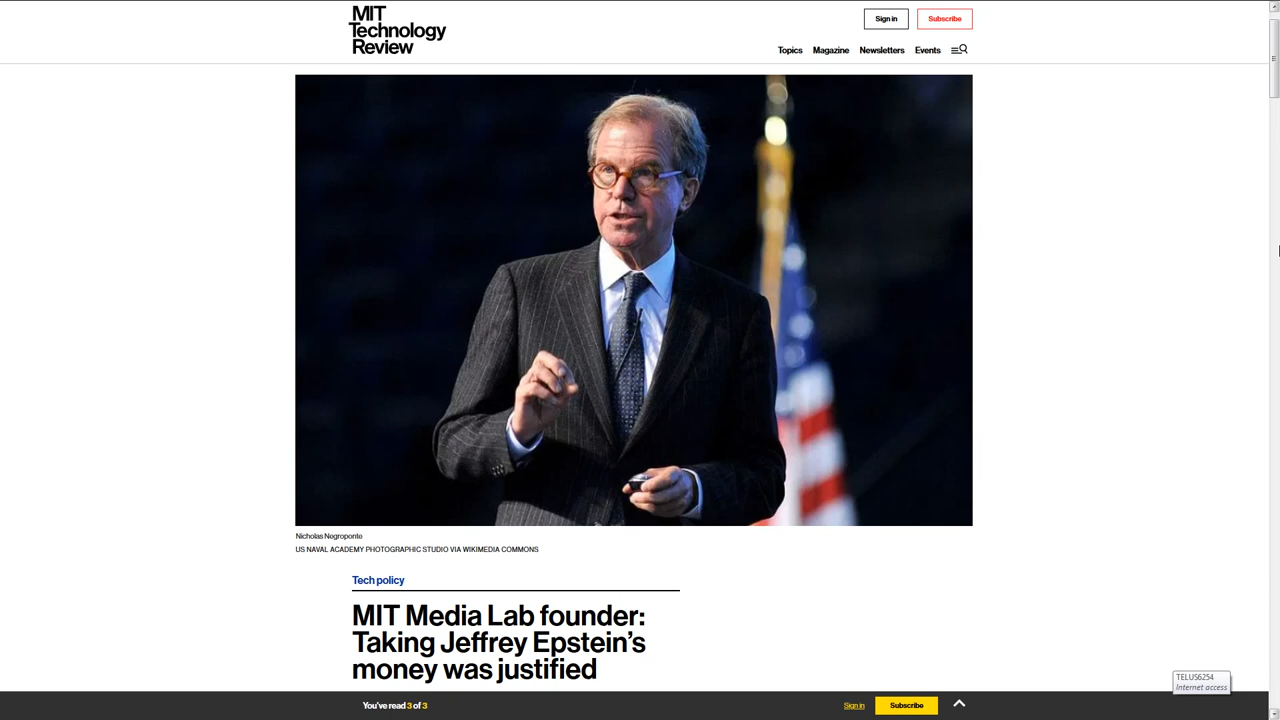 MIT
Technology
Review
Sign in
Subscribe
Topics
Magazine
Newsletters
Events
Nicholas Negroponte
US NAVAL ACADEMY PHOTOGRAPHIC STUDIO VIA WIKIMEDIA COMMONS
Tech policy
MIT Media Lab founder:
Taking Jeffrey Epstein’s
money was justified
You've read 3 of 3
Sign in
Subscribe
TELUS6254
Internet access